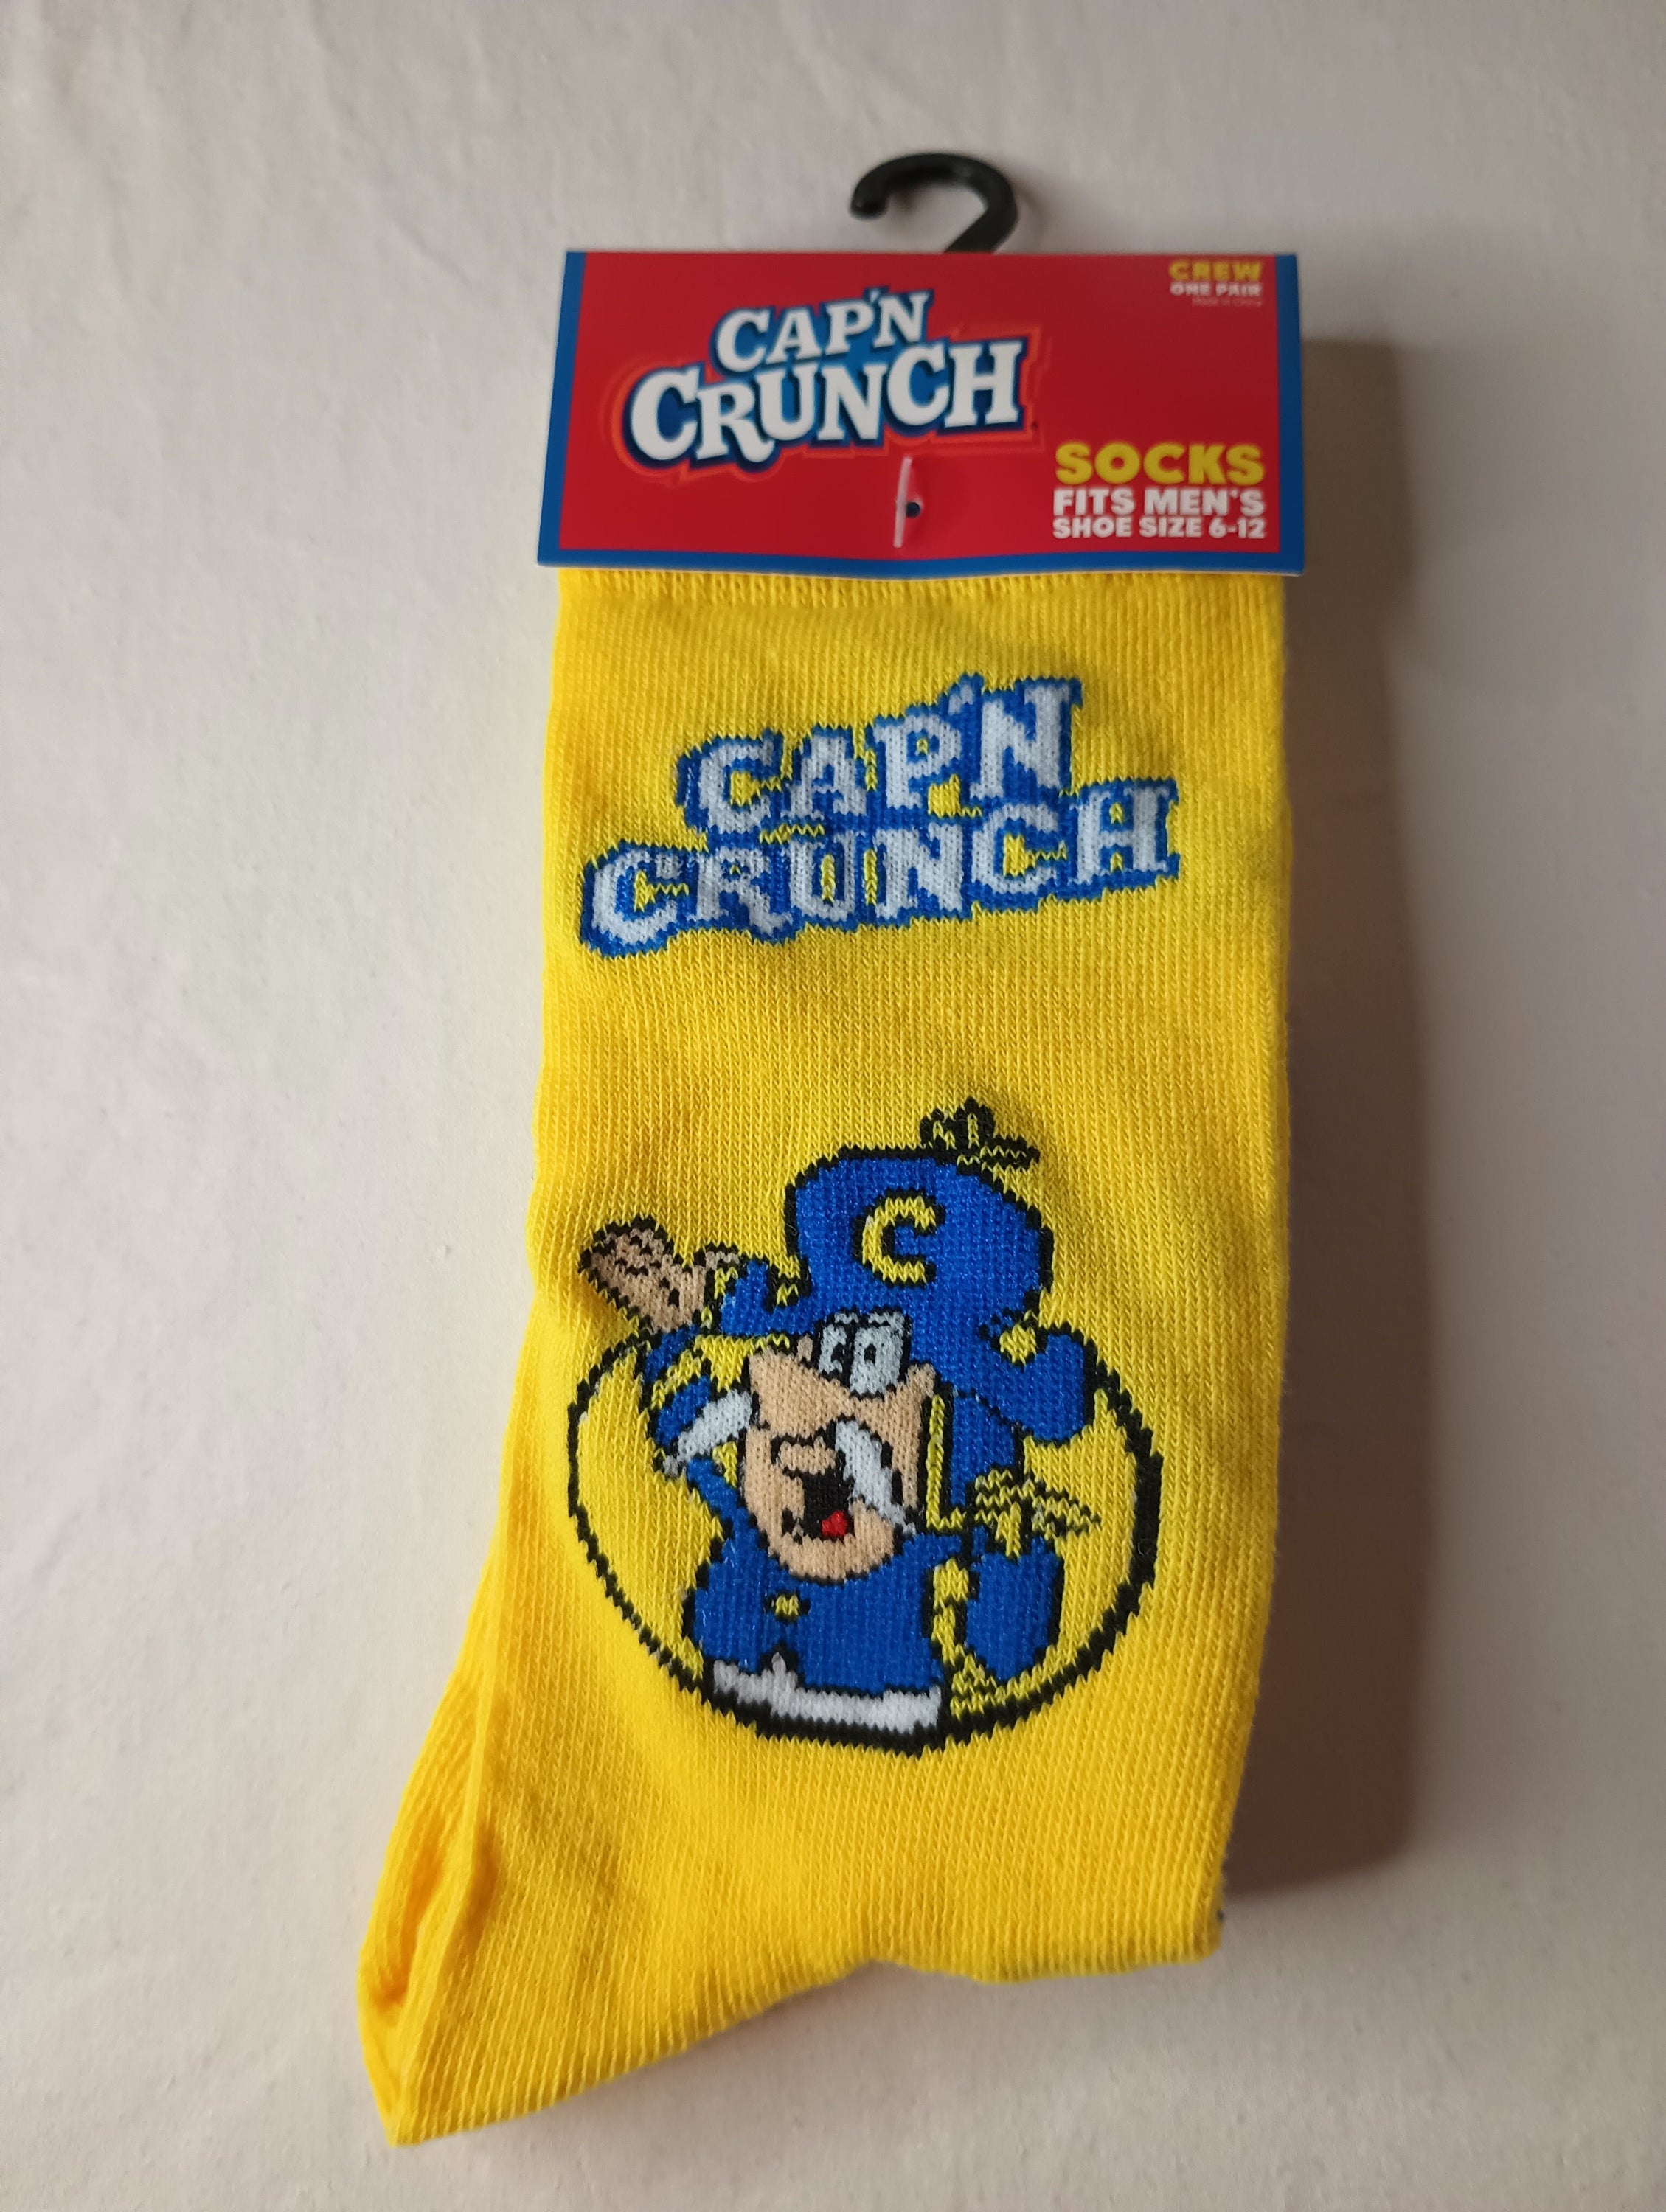 CREW
ONE PAIR
Made in China
CAP'N
CRUNCH
SOCKS
FITS MEN'S
SHOE SIZE 6-12
CAP'N
CRUNCH
C